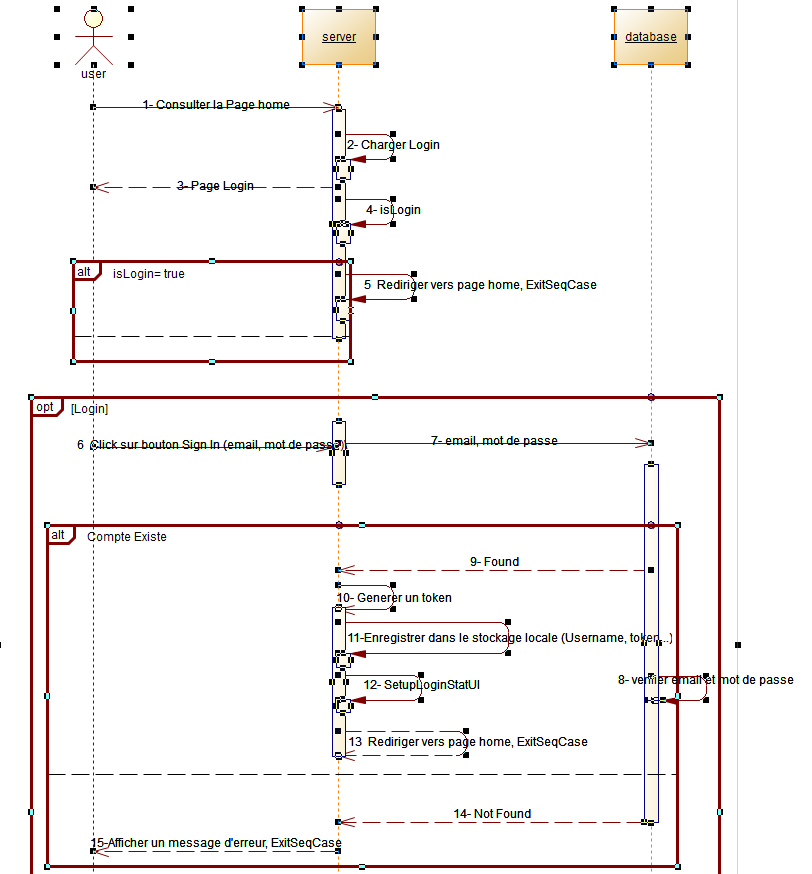 server
database
user
1- Consulter la Page home
2- Charger Login
3- Page Login
4- isLogin
alt
isLogin= true
5 Rediriger vers page home, ExitSeqCase
opt
[Login]
6 Click sur bouton Sign In (email, mot de passe)
7- email, mot de passe
alt
Compte Existe
9- Found
10- Generer un token
11-Enregistrer dans le stockage locale (Username, token...)
8- verifier email et mot de passe
12- SetupLoginStatUI
13 Rediriger vers page home, ExitSeqCase
14- Not Found
15-Afficher un message d'erreur, ExitSeqCase